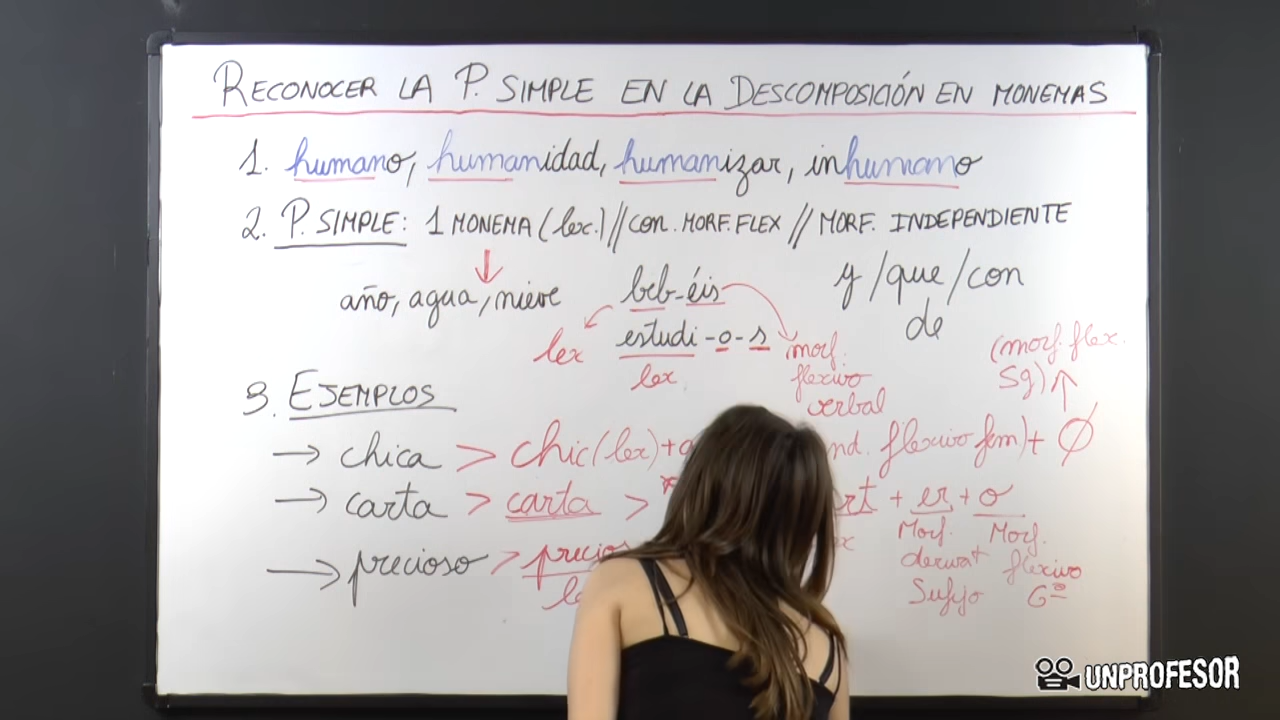 RECONOCER LA P. SIMPLE EN LA DESCOMPOSICIÓN EN MONEMAS
1. humano, humanidad, humanizar, inhumano
2. P. SIMPLE: 1 MONEMA (lex.) // CON. MORF. FLEX // MORF. INDEPENDIENTE
año, agua, nieve
beb-éis
y / que / con
de
lex
estudi-o-s
lex
morf.
flexivo
verbal
(morf. flex.
Sg)
3. EJEMPLOS
→ chica > chic (lex) + flexivo fem) + Ø
→ carta > carta > + er + o
Morf.
derivat
Sufijo
Morf.
flexivo
Gº
→ precioso >
UNPROFESOR